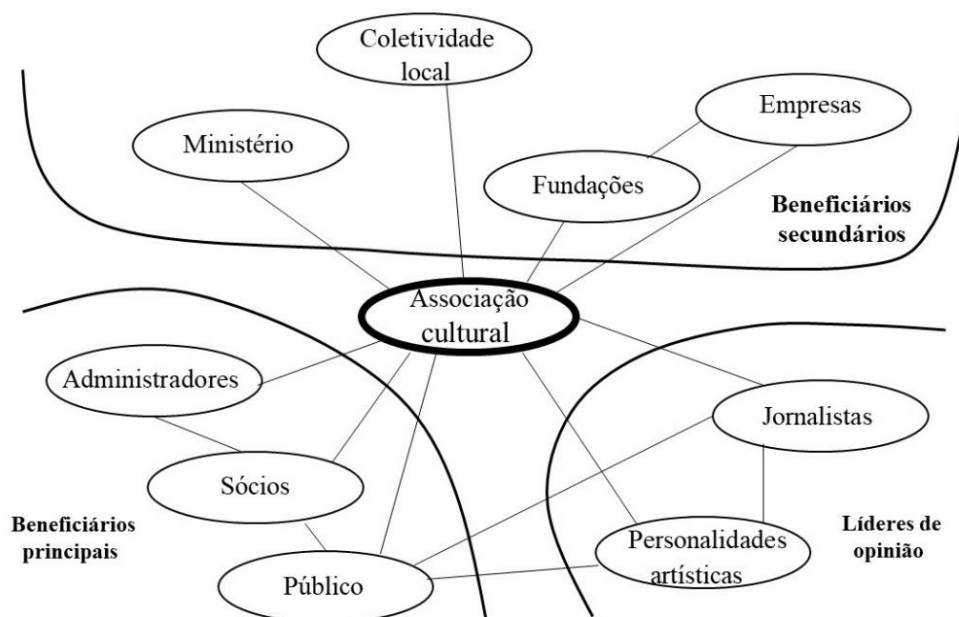 Coletividade
local
Empresas
Ministério
Fundações
Beneficiários
secundários
Associação
cultural
Administradores
Jornalistas
Sócios
Beneficiários
principais
Líderes de
opinião
Personalidades
artísticas
Público